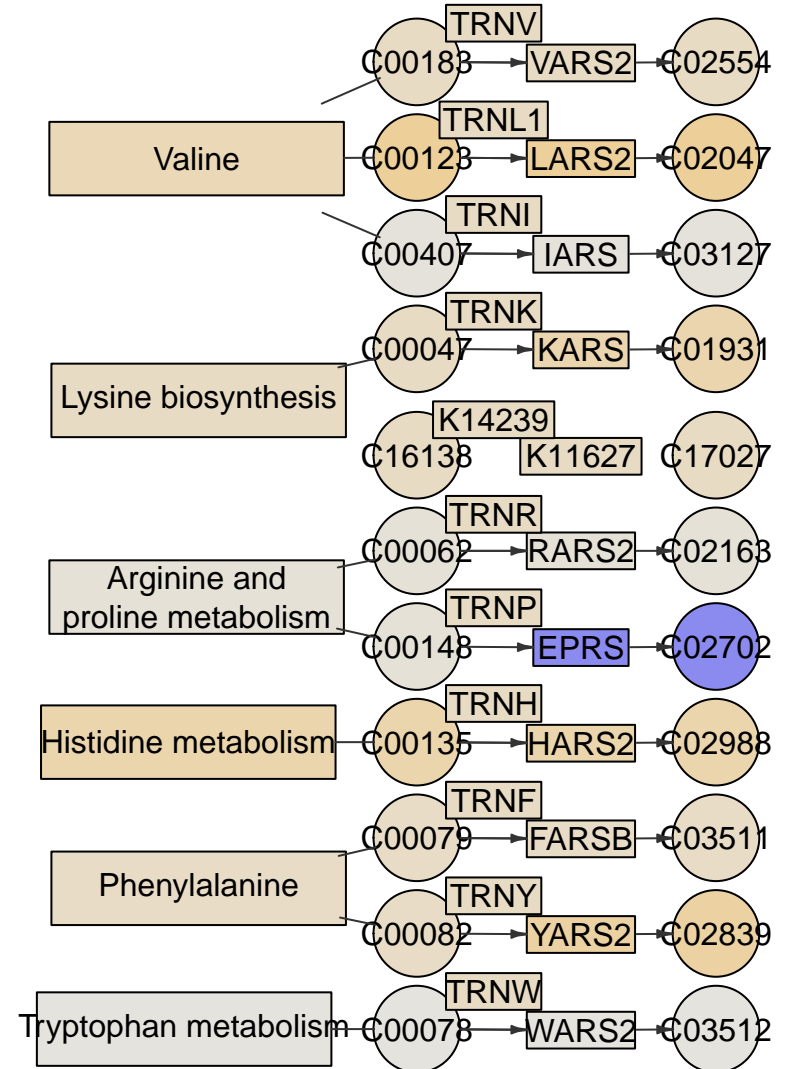 TRNV
C00183
VARS2
C02554
TRNL1
Valine
C00123
LARS2
C02047
TRNI
C00407
IARS
C03127
TRNK
C00047
KARS
C01931
Lysine biosynthesis
K14239
C16138
K11627
C17027
TRNR
C00062
RARS2
C02163
Arginine and
proline metabolism
TRNP
C00148
EPRS
C02702
TRNH
Histidine metabolism
C00135
HARS2
C02988
TRNF
C00079
FARSB
C03511
Phenylalanine
TRNY
C00082
YARS2
C02839
TRNW
Tryptophan metabolism
C00078
WARS2
C03512